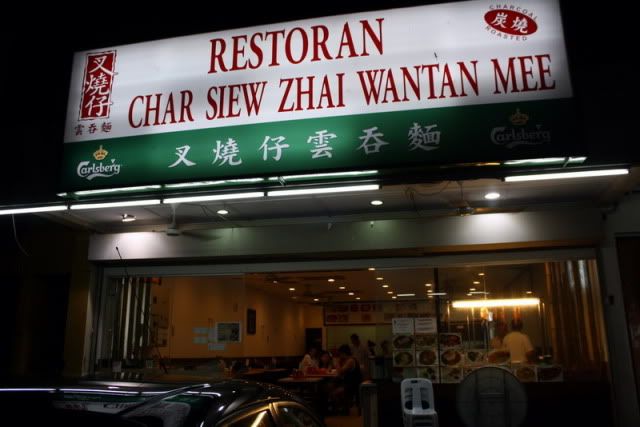 RESTORAN
CHARCOAL
炭燒
ROASTED
叉燒仔
雲吞麵
CHAR SIEW ZHAI WANTAN MEE
Carlsberg
叉燒仔雲吞麵
Carlsberg